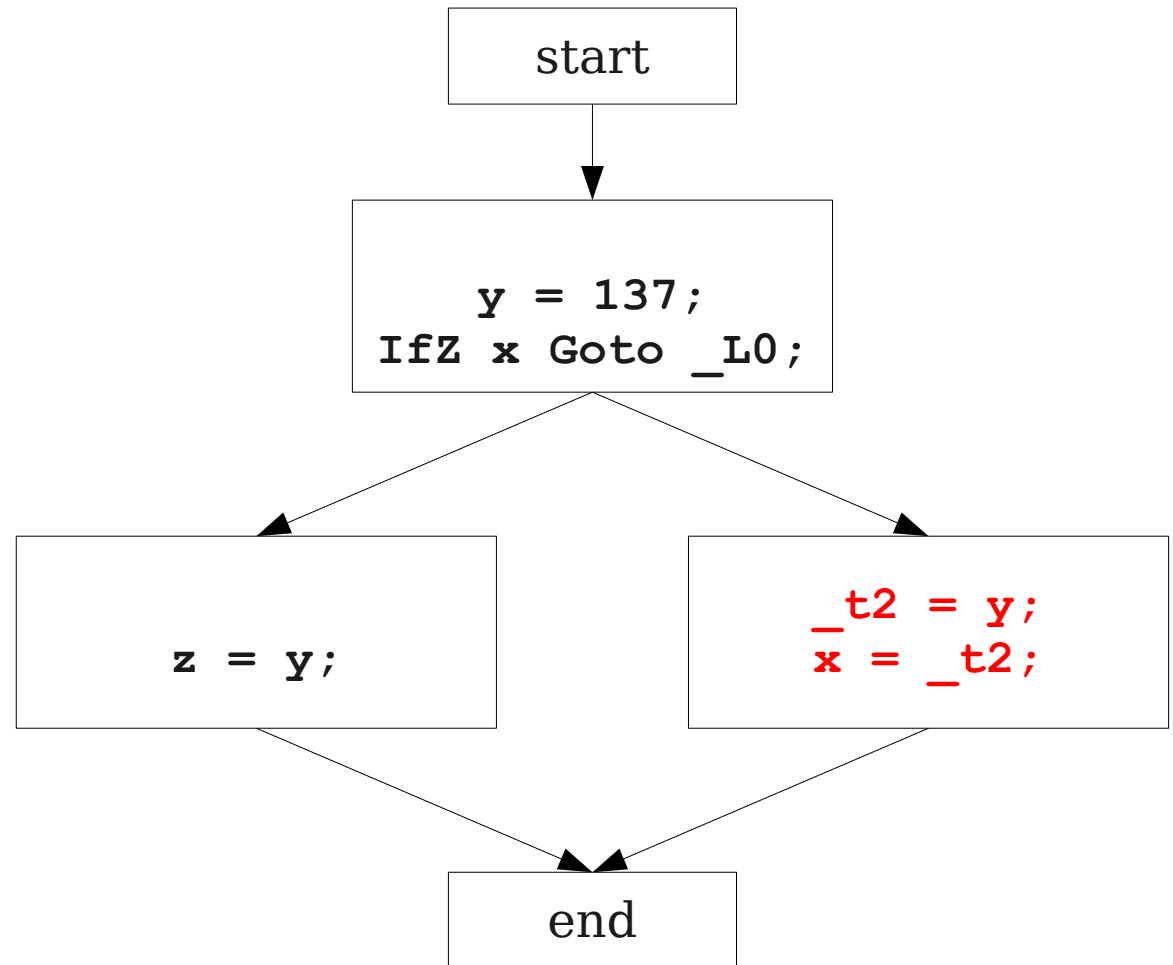 start
y = 137;
IfZ x Goto _L0;
z = y;
_t2 = y;
x = _t2;
end